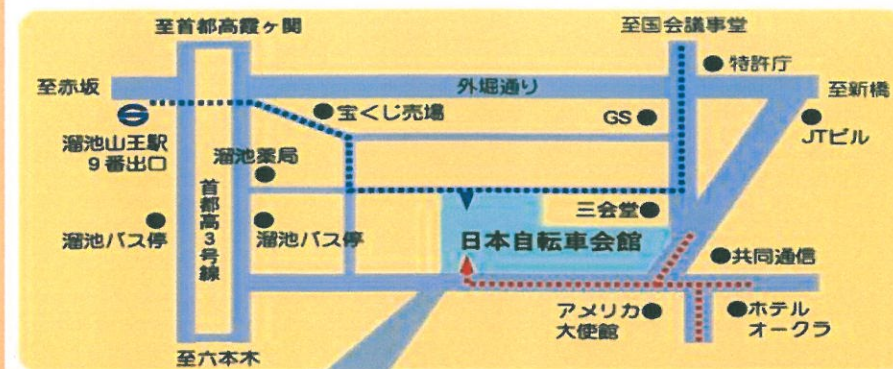 至首都高霞ヶ関
至国会議事堂
特許庁
至赤坂
外堀通り
至新橋
宝くじ売場
GS
JTビル
溜池山王駅
9番出口
溜池薬局
首都高3号線
三会堂
溜池バス停
溜池バス停
日本自転車会館
共同通信
アメリカ
大使館
ホテル
オークラ
至六本木